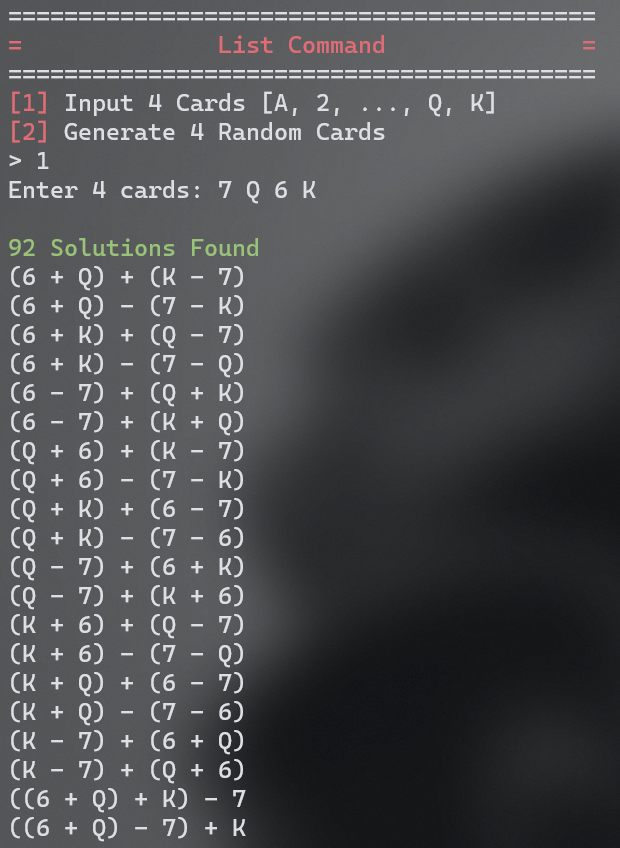 ==========================================
=              List Command              =
==========================================
[1] Input 4 Cards [A, 2, ..., Q, K]
[2] Generate 4 Random Cards
> 1
Enter 4 cards: 7 Q 6 K
92 Solutions Found
(6 + Q) + (K - 7)
(6 + Q) - (7 - K)
(6 + K) + (Q - 7)
(6 + K) - (7 - Q)
(6 - 7) + (Q + K)
(6 - 7) + (K + Q)
(Q + 6) + (K - 7)
(Q + 6) - (7 - K)
(Q + K) + (6 - 7)
(Q + K) - (7 - 6)
(Q - 7) + (6 + K)
(Q - 7) + (K + 6)
(K + 6) + (Q - 7)
(K + 6) - (7 - Q)
(K + Q) + (6 - 7)
(K + Q) - (7 - 6)
(K - 7) + (6 + Q)
(K - 7) + (Q + 6)
((6 + Q) + K) - 7
((6 + Q) - 7) + K